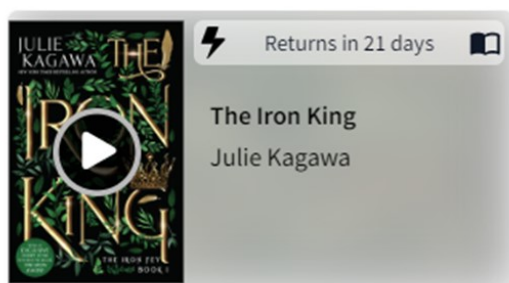 JULIE
KAGAWA
THE
IRON
KING
THE IRON FEY
BOOK 1
Returns in 21 days
The Iron King
Julie Kagawa